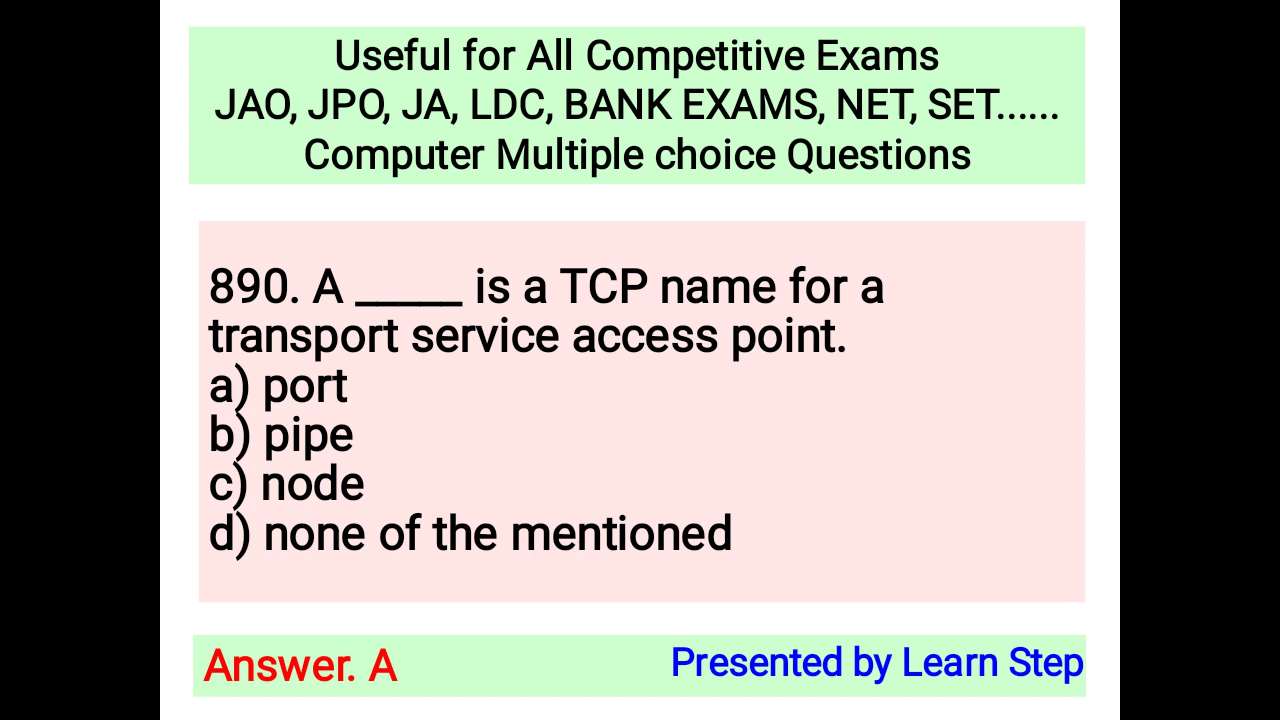 Useful for All Competitive Exams
JAO, JPO, JA, LDC, BANK EXAMS, NET, SET......
Computer Multiple choice Questions
890. A _____ is a TCP name for a
transport service access point.
a) port
b) pipe
c) node
d) none of the mentioned
Answer. A
Presented by Learn Step